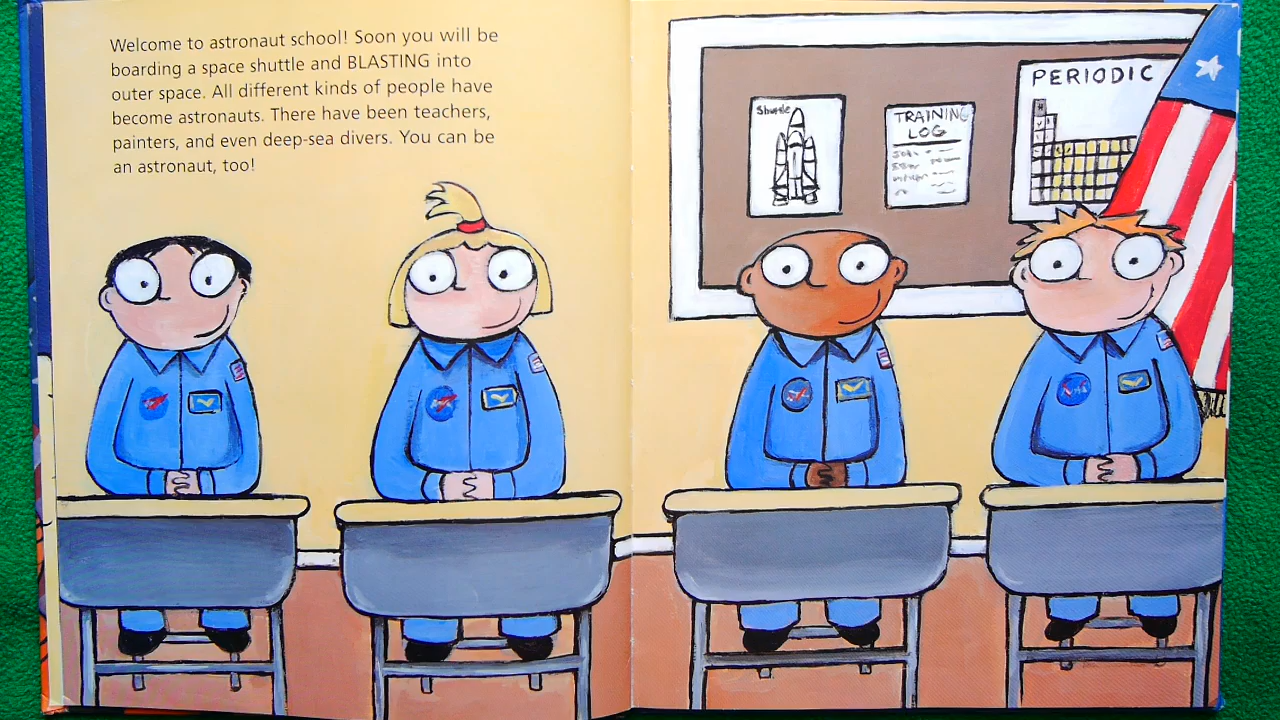 Welcome to astronaut school! Soon you will be
boarding a space shuttle and BLASTING into
outer space. All different kinds of people have
become astronauts. There have been teachers,
painters, and even deep-sea divers. You can be
an astronaut, too!
Shuttle
TRAINING
LOG
PERIODIC